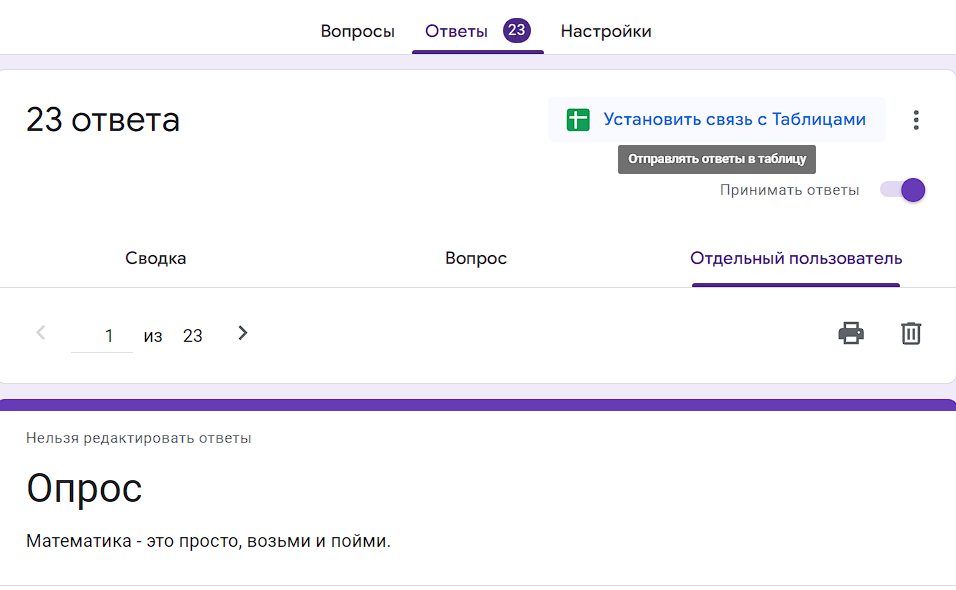 Вопросы Ответы 23 Настройки
23 ответа
Установить связь с Таблицами
Отправлять ответы в таблицу
Принимать ответы
Сводка Вопрос Отдельный пользователь
1 из 23
Нельзя редактировать ответы
Опрос
Математика - это просто, возьми и пойми.